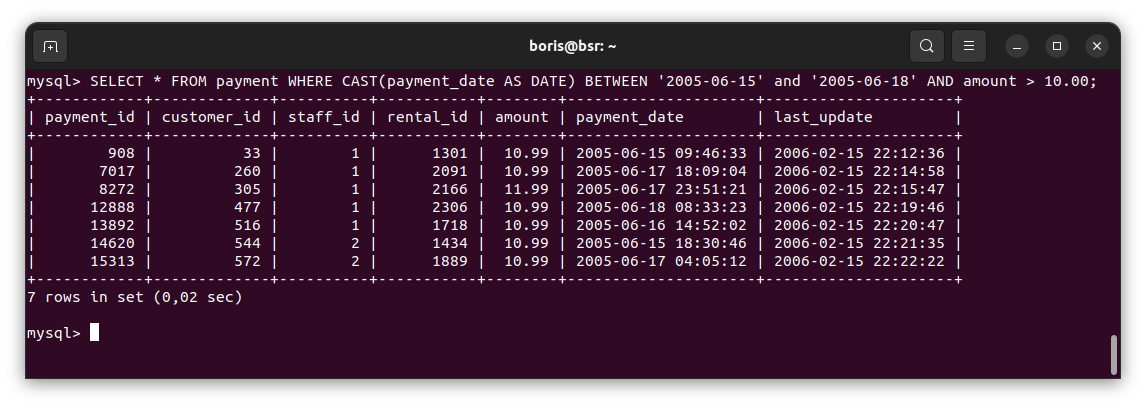 boris@bsr: ~
mysql> SELECT * FROM payment WHERE CAST(payment_date AS DATE) BETWEEN '2005-06-15' and '2005-06-18' AND amount > 10.00;
+------------+-------------+----------+-----------+--------+---------------------+---------------------+
| payment_id | customer_id | staff_id | rental_id | amount | payment_date        | last_update         |
+------------+-------------+----------+-----------+--------+---------------------+---------------------+
|        908 |          33 |        1 |      1301 |  10.99 | 2005-06-15 09:46:33 | 2006-02-15 22:12:36 |
|       7017 |         260 |        1 |      2091 |  10.99 | 2005-06-17 18:09:04 | 2006-02-15 22:14:58 |
|       8272 |         305 |        1 |      2166 |  11.99 | 2005-06-17 23:51:21 | 2006-02-15 22:15:47 |
|      12888 |         477 |        1 |      2306 |  10.99 | 2005-06-18 08:33:23 | 2006-02-15 22:19:46 |
|      13892 |         516 |        1 |      1718 |  10.99 | 2005-06-16 14:52:02 | 2006-02-15 22:20:47 |
|      14620 |         544 |        2 |      1434 |  10.99 | 2005-06-15 18:30:46 | 2006-02-15 22:21:35 |
|      15313 |         572 |        2 |      1889 |  10.99 | 2005-06-17 04:05:12 | 2006-02-15 22:22:22 |
+------------+-------------+----------+-----------+--------+---------------------+---------------------+
7 rows in set (0,02 sec)
mysql>